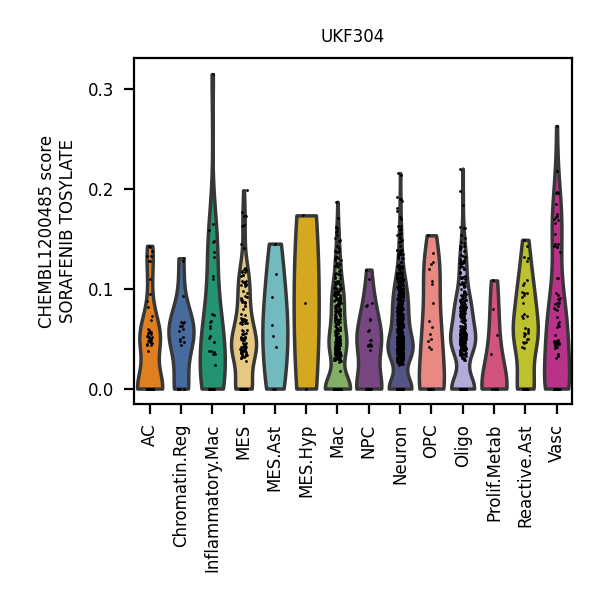 UKF304
CHEMBL1200485 score
SORAFENIB TOSYLATE
0.3
0.2
0.1
0.0
AC
Chromatin.Reg
Inflammatory.Mac
MES
MES.Ast
MES.Hyp
Mac
NPC
Neuron
OPC
Oligo
Prolif.Metab
Reactive.Ast
Vasc